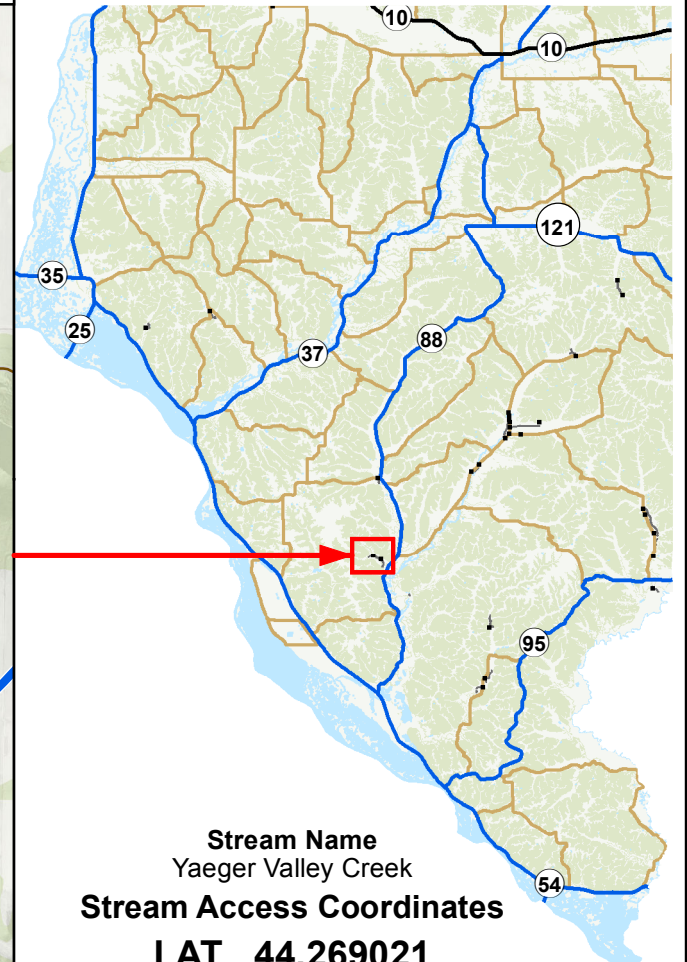 10
10
121
35
25
37
88
95
54
Stream Name
Yaeger Valley Creek
Stream Access Coordinates
LAT 44.269021